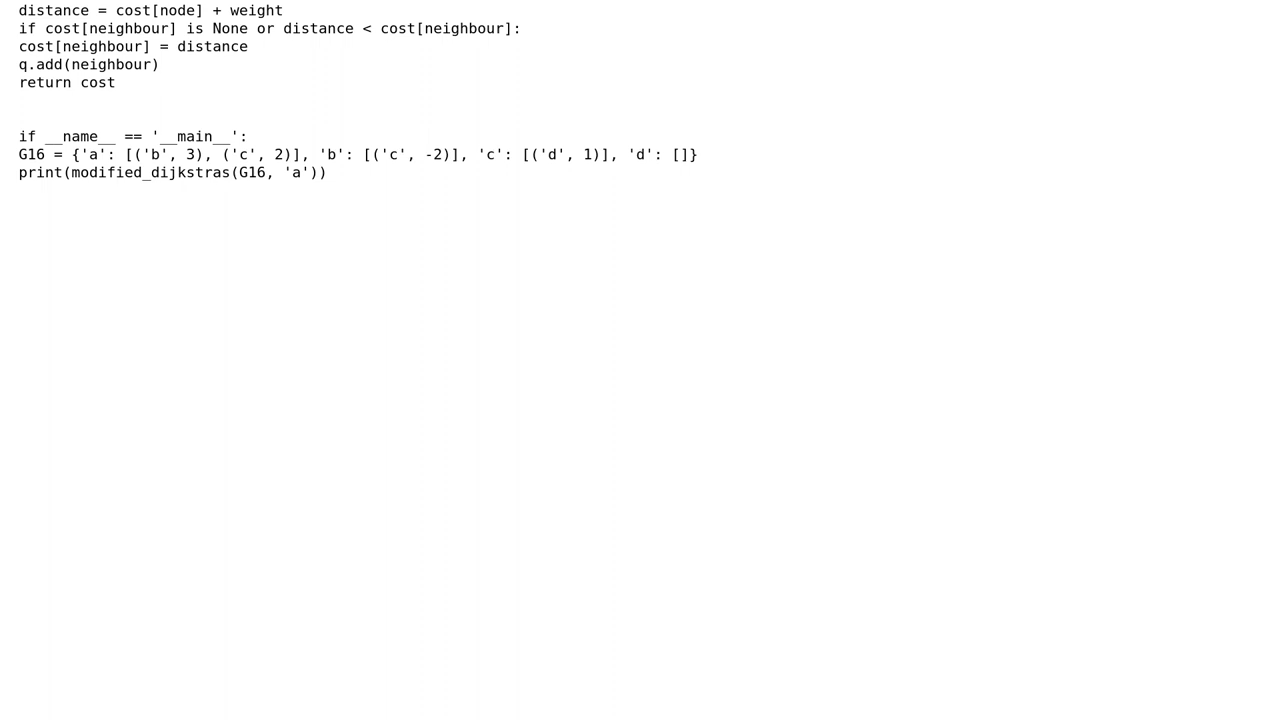 distance = cost[node] + weight
if cost[neighbour] is None or distance < cost[neighbour]:
cost[neighbour] = distance
q.add(neighbour)
return cost
if __name__ == '__main__':
G16 = {'a': [('b', 3), ('c', 2)], 'b': [('c', -2)], 'c': [('d', 1)], 'd': []}
print(modified_dijkstras(G16, 'a'))